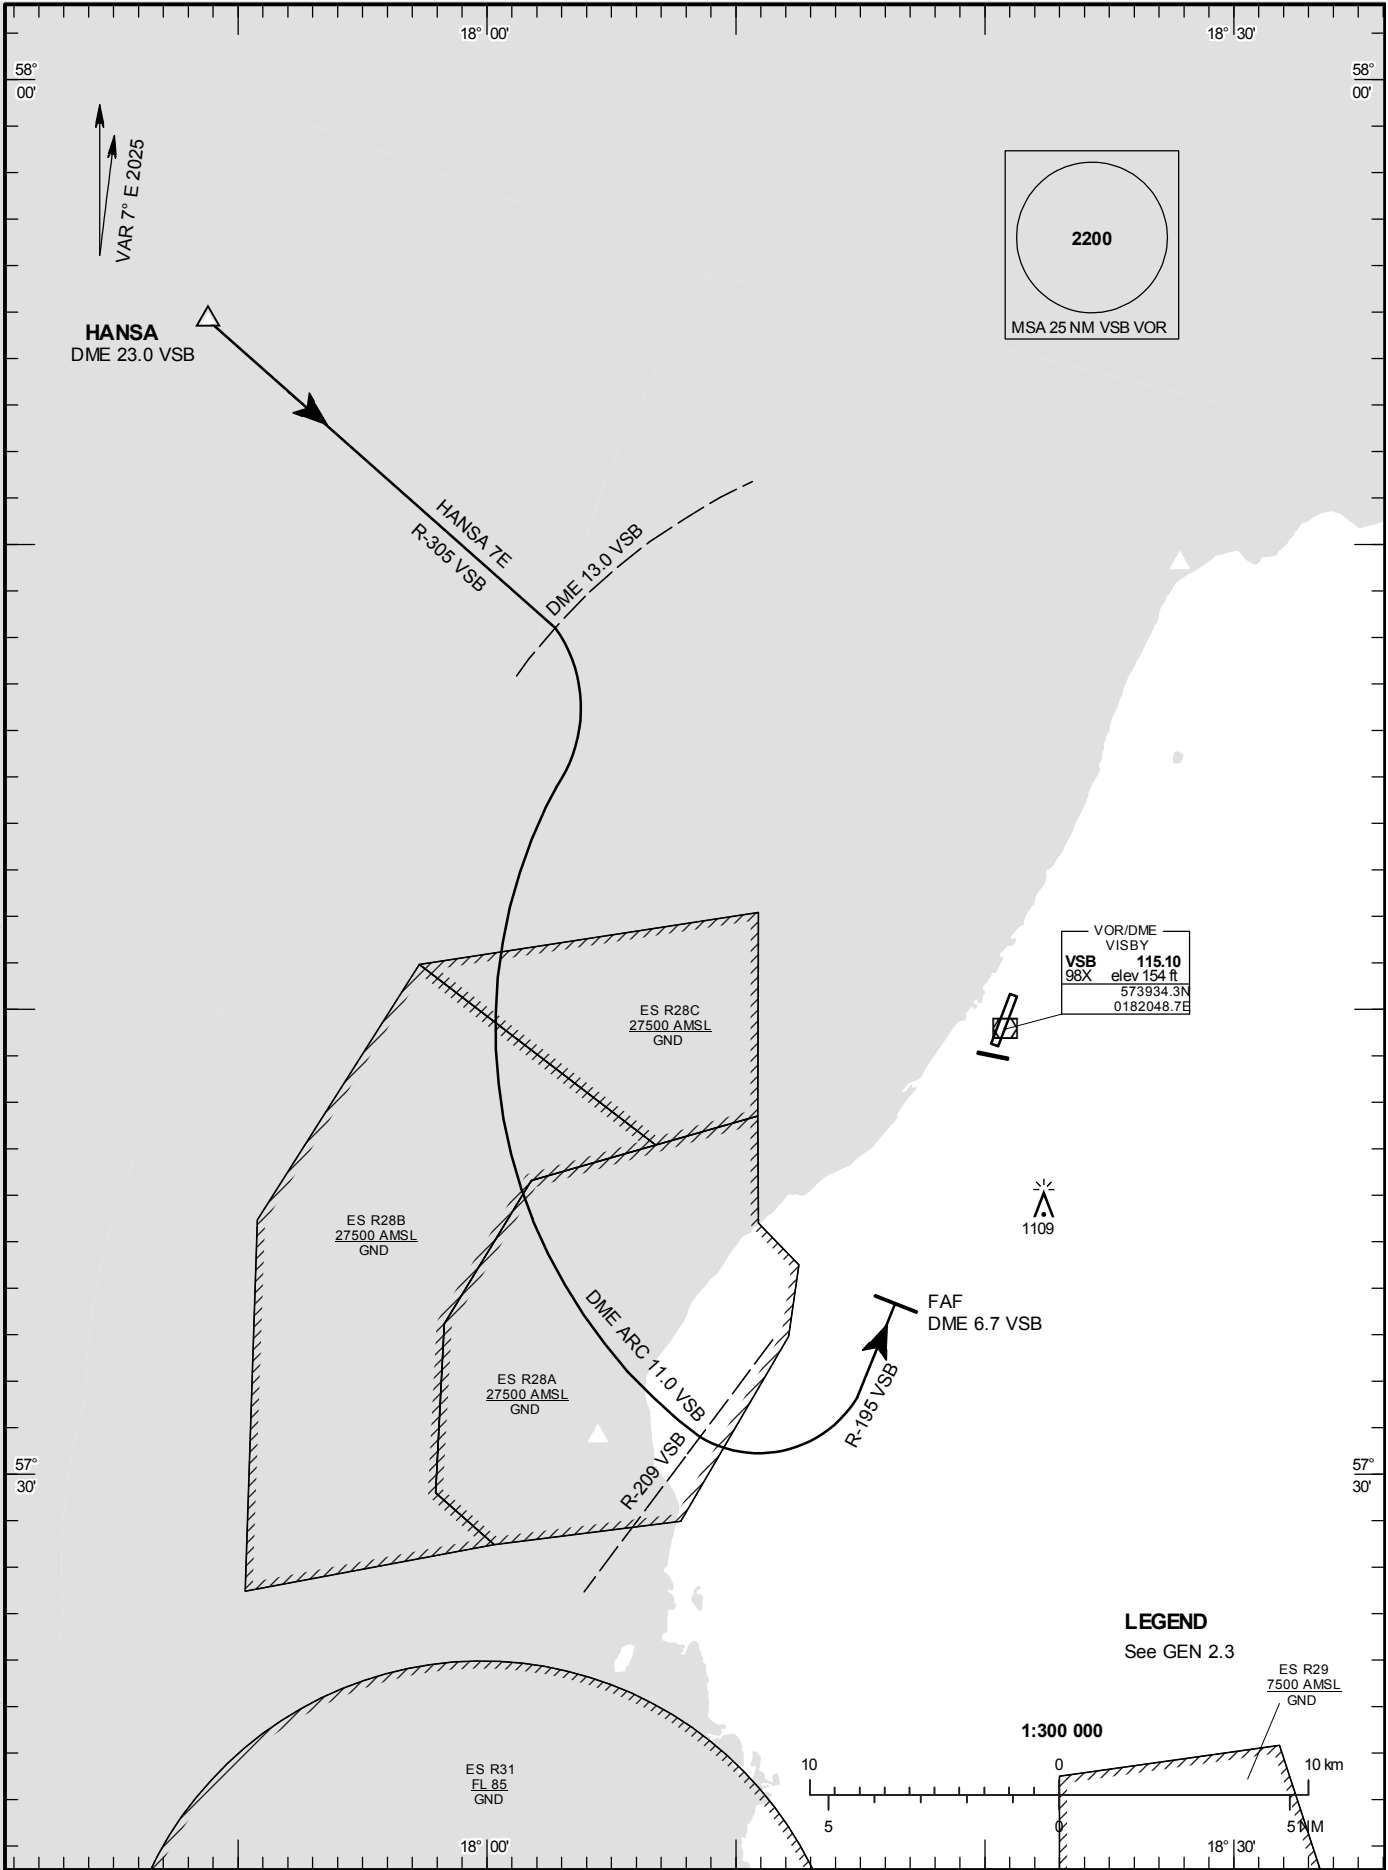 18° 00'
18° 30'
58°
00'
58°
00'
VAR 7° E 2025
2200
MSA 25 NM VSB VOR
HANSA
DME 23.0 VSB
HANSA 7E
R-305 VSB
DME 13.0 VSB
VOR/DME
VISBY
VSB 115.10
98X elev 154 ft
573934.3N
0182048.7E
ES R28C
27500 AMSL
GND
1109
ES R28B
27500 AMSL
GND
DME ARC 11.0 VSB
FAF
DME 6.7 VSB
ES R28A
27500 AMSL
GND
R-195 VSB
R-209 VSB
57°
30'
57°
30'
LEGEND
See GEN 2.3
ES R29
7500 AMSL
GND
1:300 000
10 0 10 km
5 0 5 NM
ES R31
FL 85
GND
18° 00'
18° 30'